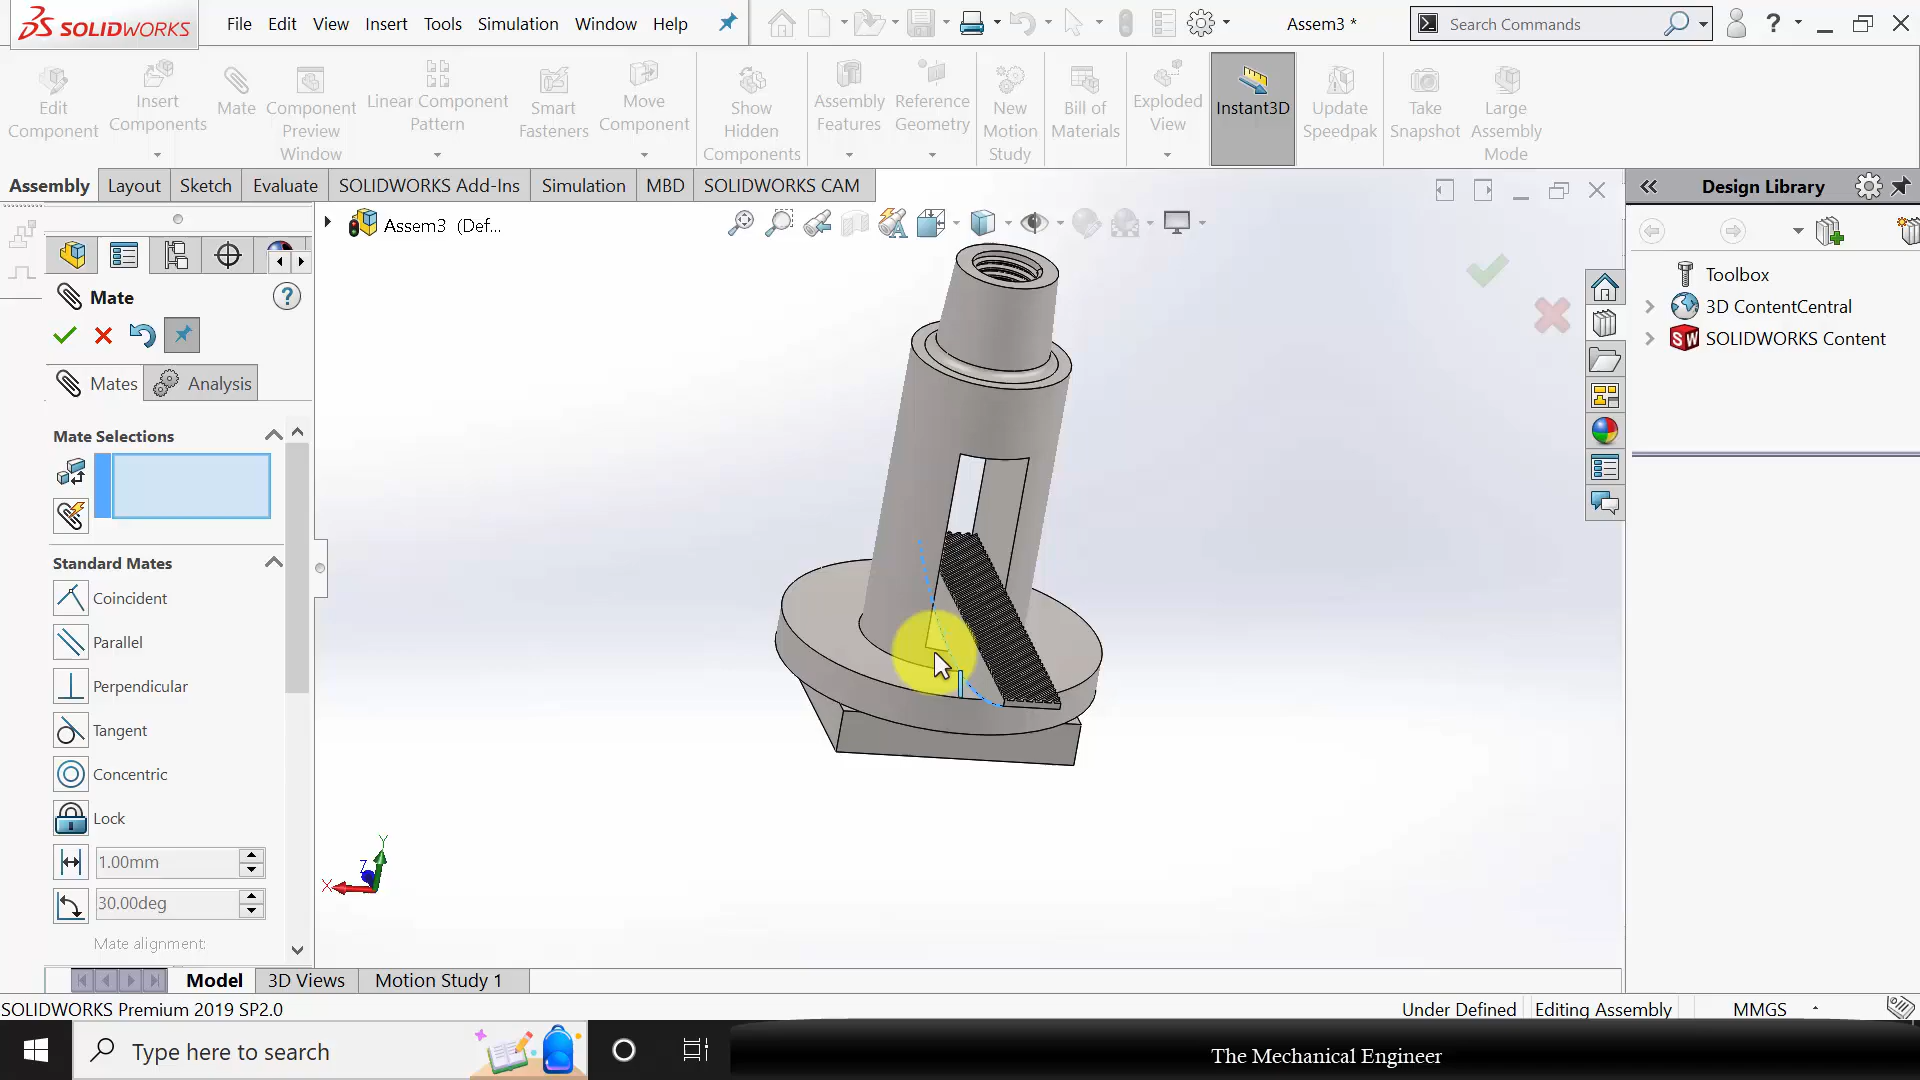 SOLIDWORKS File Edit View Insert Tools Simulation Window Help Assem3 * Search Commands ?
Edit Component
Insert Components
Mate
Component Preview Window
Linear Component Pattern
Smart Fasteners
Move Component
Show Hidden Components
Assembly Features
Reference Geometry
New Motion Study
Bill of Materials
Exploded View
Instant3D
Update Speedpak
Take Snapshot
Large Assembly Mode
Assembly Layout Sketch Evaluate SOLIDWORKS Add-Ins Simulation MBD SOLIDWORKS CAM
Design Library
Assem3 (Def...
Toolbox
3D ContentCentral
SOLIDWORKS Content
Mate ?
Mates Analysis
Mate Selections
Standard Mates
Coincident
Parallel
Perpendicular
Tangent
Concentric
Lock
1.00mm
30.00deg
Mate alignment:
Y
Z
X
Model 3D Views Motion Study 1
SOLIDWORKS Premium 2019 SP2.0 Under Defined Editing Assembly MMGS
Type here to search
The Mechanical Engineer